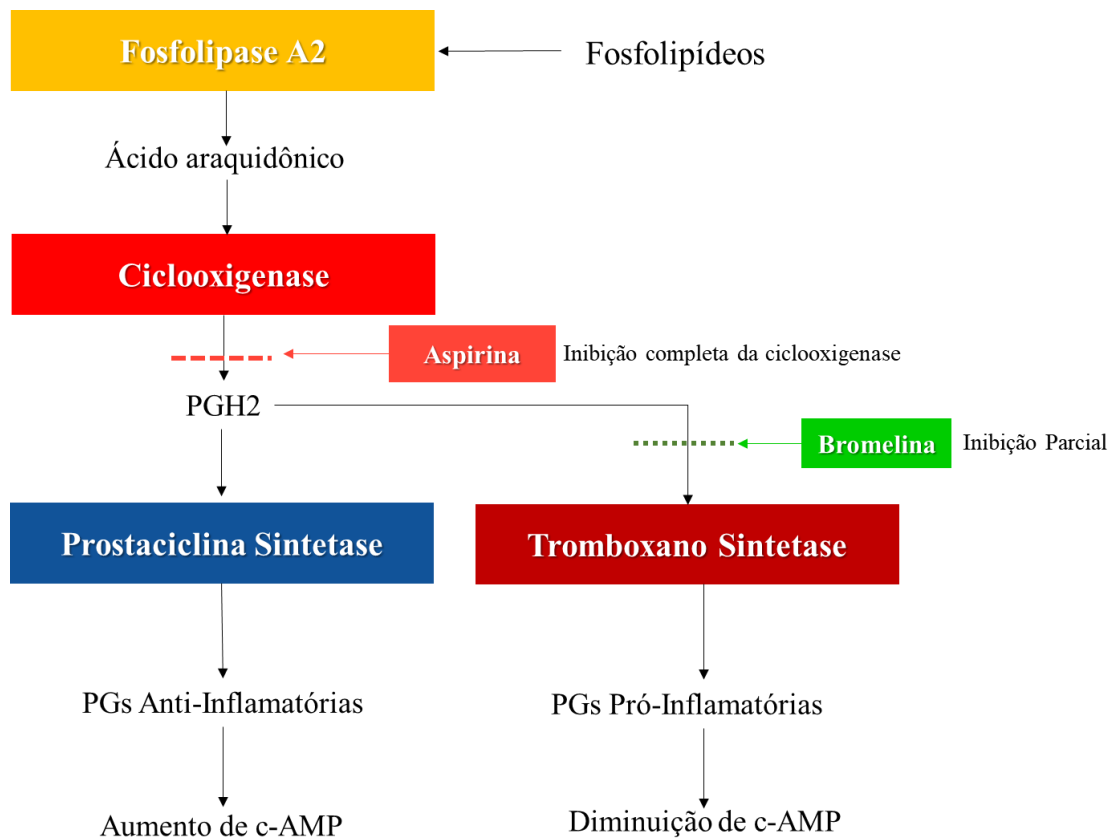 Fosfolipase A2
Fosfolipídeos
Ácido araquidônico
Ciclooxigenase
Aspirina
Inibição completa da ciclooxigenase
PGH2
Bromelina
Inibição Parcial
Prostaciclina Sintetase
Tromboxano Sintetase
PGs Anti-Inflamatórias
PGs Pró-Inflamatórias
Aumento de c-AMP
Diminuição de c-AMP